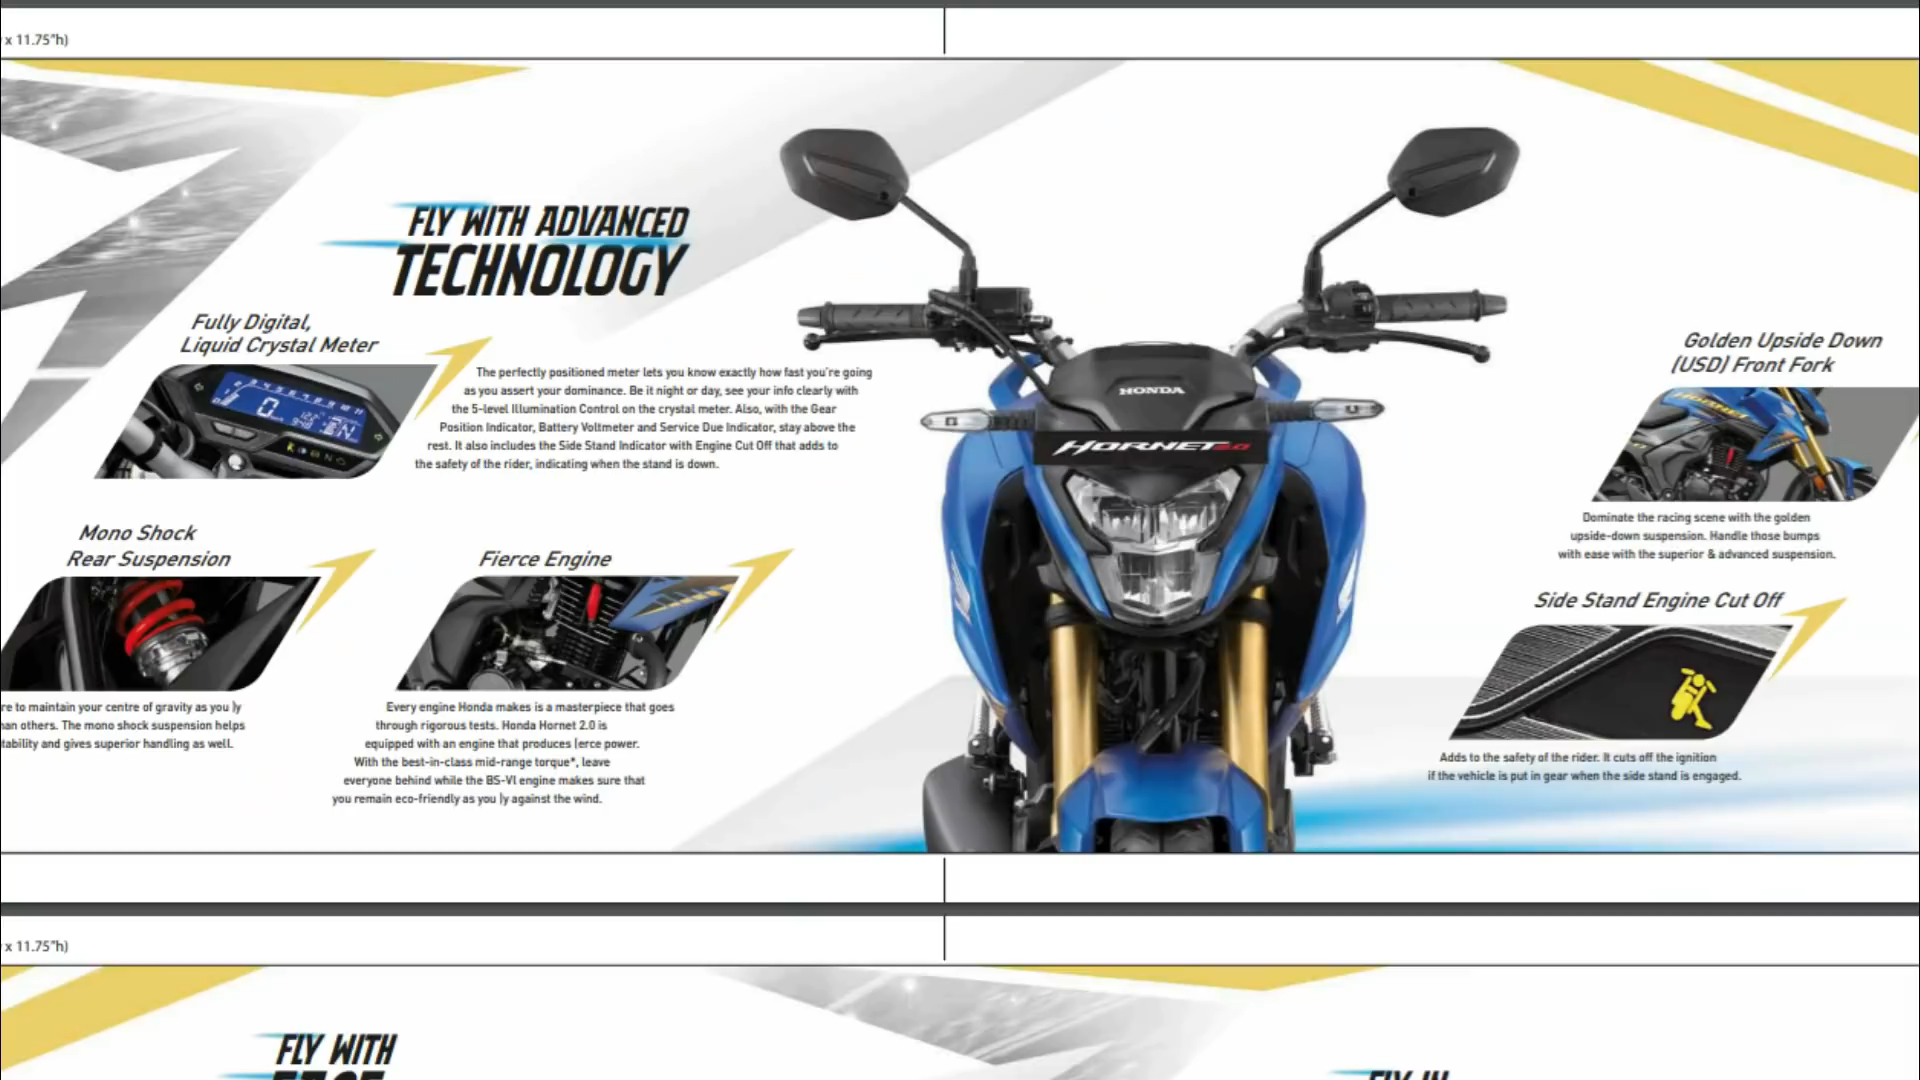 x 11.75"h)
FLY WITH ADVANCED
TECHNOLOGY
Fully Digital,
Liquid Crystal Meter
The perfectly positioned meter lets you know exactly how fast you're going
as you assert your dominance. Be it night or day, see your info clearly with
the 5-level Illumination Control on the crystal meter. Also, with the Gear
Position Indicator, Battery Voltmeter and Service Due Indicator, stay above the
rest. It also includes the Side Stand Indicator with Engine Cut Off that adds to
the safety of the rider, indicating when the stand is down.
Mono Shock
Rear Suspension
re to maintain your centre of gravity as you ly
han others. The mono shock suspension helps
tability and gives superior handling as well.
Fierce Engine
Every engine Honda makes is a masterpiece that goes
through rigorous tests. Honda Hornet 2.0 is
equipped with an engine that produces lerce power.
With the best-in-class mid-range torque*, leave
everyone behind while the BS-VI engine makes sure that
you remain eco-friendly as you ly against the wind.
HONDA
HORNET 2.0
Golden Upside Down
(USD) Front Fork
HORNET
Dominate the racing scene with the golden
upside-down suspension. Handle those bumps
with ease with the superior & advanced suspension.
Side Stand Engine Cut Off
Adds to the safety of the rider. It cuts off the ignition
if the vehicle is put in gear when the side stand is engaged.
x 11.75"h)
FLY WITH
EDGE
FLY IN